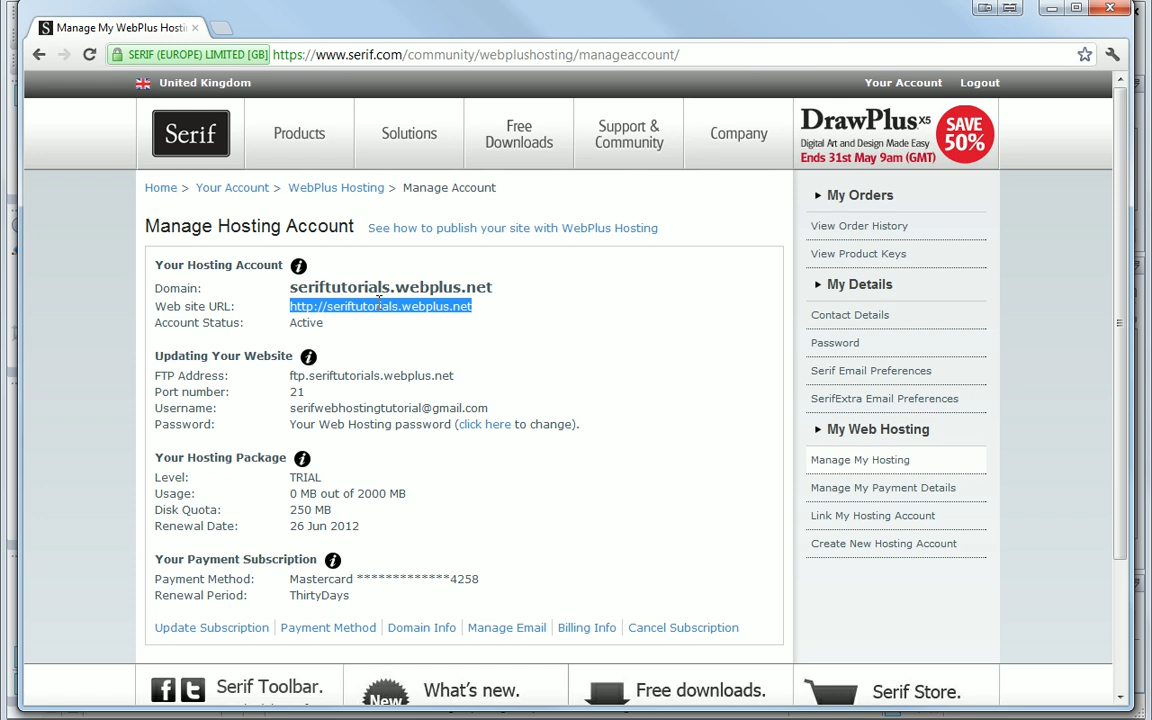 Manage My WebPlus Hosti
SERIF (EUROPE) LIMITED [GB] https://www.serif.com/community/webplushosting/manageaccount/
United Kingdom
Your Account
Logout
Serif
Products
Solutions
Free Downloads
Support & Community
Company
DrawPlus X5
Digital Art and Design Made Easy
Ends 31st May 9am (GMT)
SAVE
50%
Home > Your Account > WebPlus Hosting > Manage Account
Manage Hosting Account See how to publish your site with WebPlus Hosting
Your Hosting Account
Domain: seriftutorials.webplus.net
Web site URL: http://seriftutorials.webplus.net
Account Status: Active
Updating Your Website
FTP Address: ftp.seriftutorials.webplus.net
Port number: 21
Username: serifwebhostingtutorial@gmail.com
Password: Your Web Hosting password (click here to change).
Your Hosting Package
Level: TRIAL
Usage: 0 MB out of 2000 MB
Disk Quota: 250 MB
Renewal Date: 26 Jun 2012
Your Payment Subscription
Payment Method: Mastercard *************4258
Renewal Period: ThirtyDays
Update Subscription | Payment Method | Domain Info | Manage Email | Billing Info | Cancel Subscription
My Orders
View Order History
View Product Keys
My Details
Contact Details
Password
Serif Email Preferences
SerifExtra Email Preferences
My Web Hosting
Manage My Hosting
Manage My Payment Details
Link My Hosting Account
Create New Hosting Account
Serif Toolbar.
New
What's new.
Free downloads.
Serif Store.